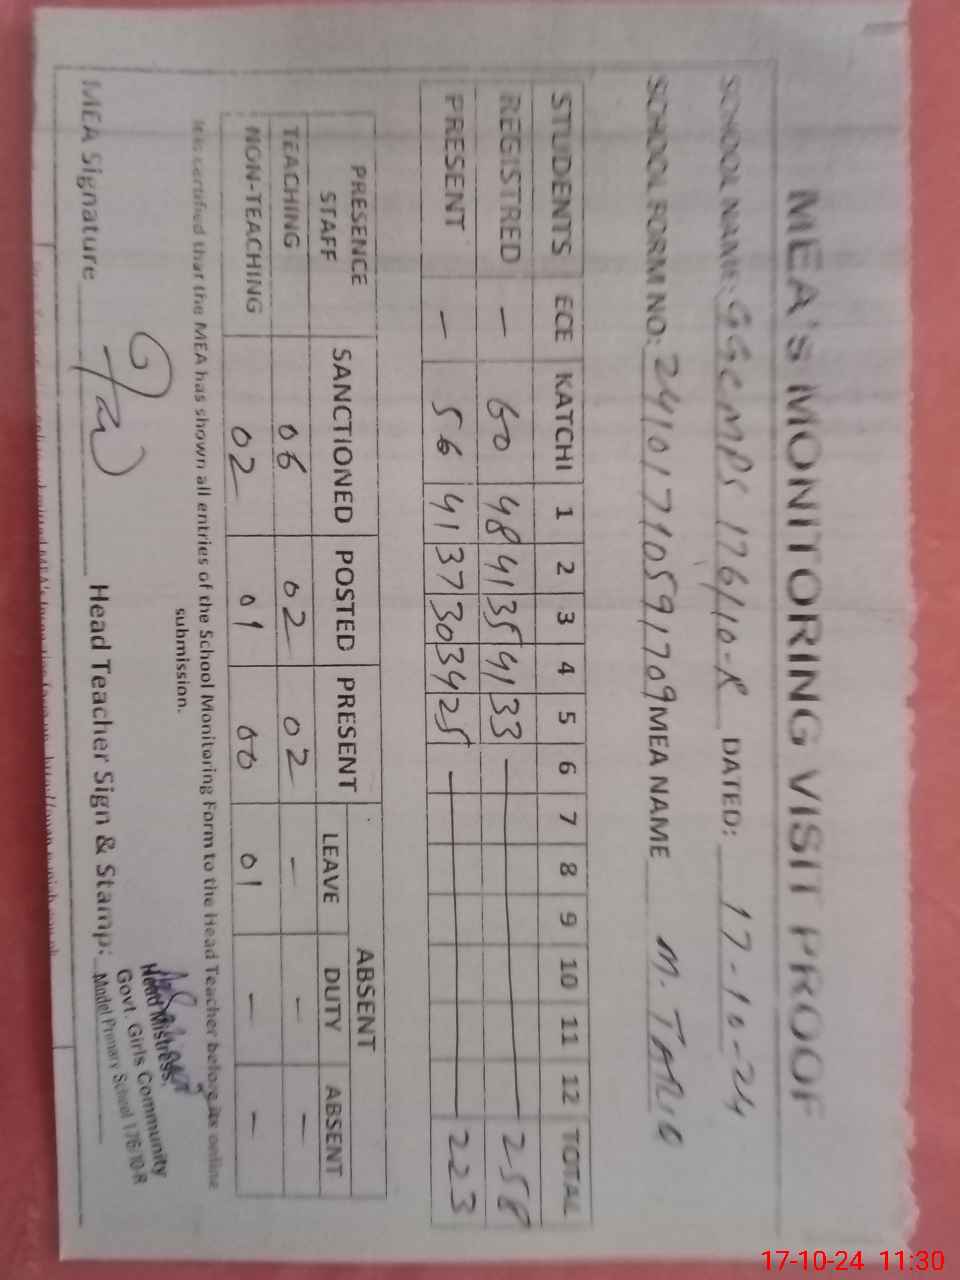 MEA'S MONITORING VISIT PROOF
SCHOOL NAME: GGCMPS 176/10-R DATED: 17-10-24
SCHOOL FORM NO: 24101710591709 MEA NAME M. TARIQ
STUDENTS ECE KATCHI 1 2 3 4 5 6 7 8 9 10 11 12 TOTAL
REGISTRED — 60 48 41 35 41 33 — 258
PRESENT — 56 41 37 30 34 25 — 223
PRESENCE STAFF SANCTIONED POSTED PRESENT ABSENT
LEAVE DUTY ABSENT
TEACHING 06 02 02 — — —
NON-TEACHING 02 01 00 01 — —
It is certified that the MEA has shown all entries of the School Monitoring Form to the Head Teacher before its online
submission.
MEA Signature Head Teacher Sign & Stamp:
Head Mistress.
Govt. Girls Community
Model Primary School 176/10-R
17-10-24 11:30